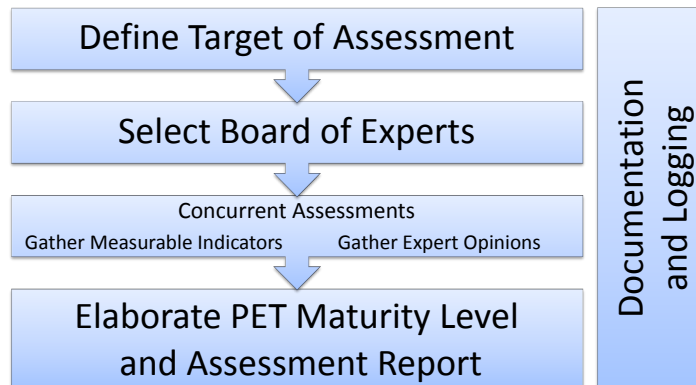 Define Target of Assessment
Select Board of Experts
Concurrent Assessments
Gather Measurable Indicators Gather Expert Opinions
Elaborate PET Maturity Level
and Assessment Report
Documentation
and Logging